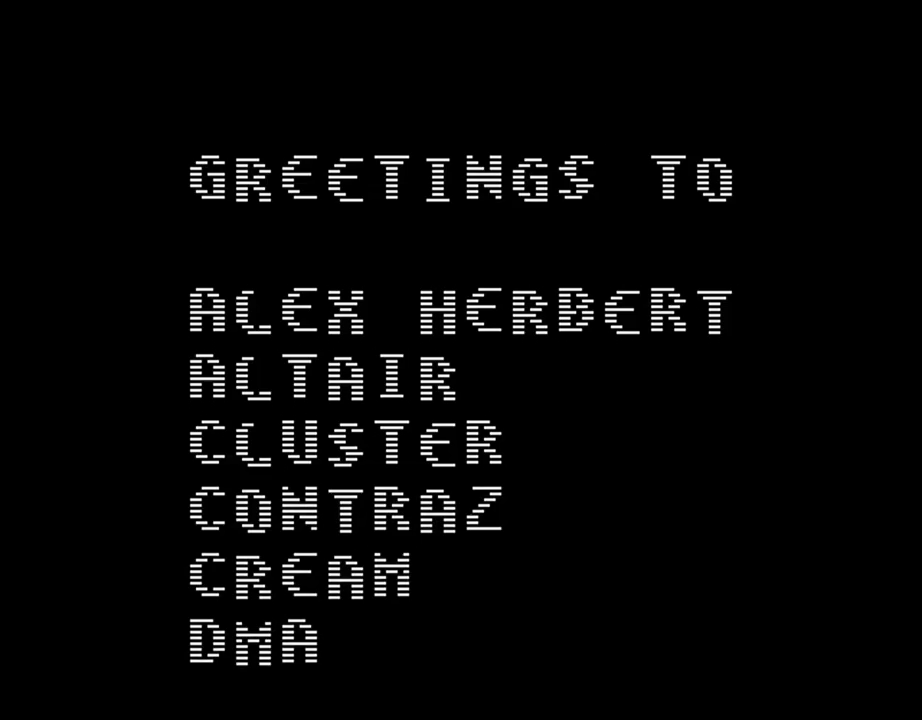 GREETINGS TO
ALEX HERBERT
ALTAIR
CLUSTER
CONTRAZ
CREAM
DMA